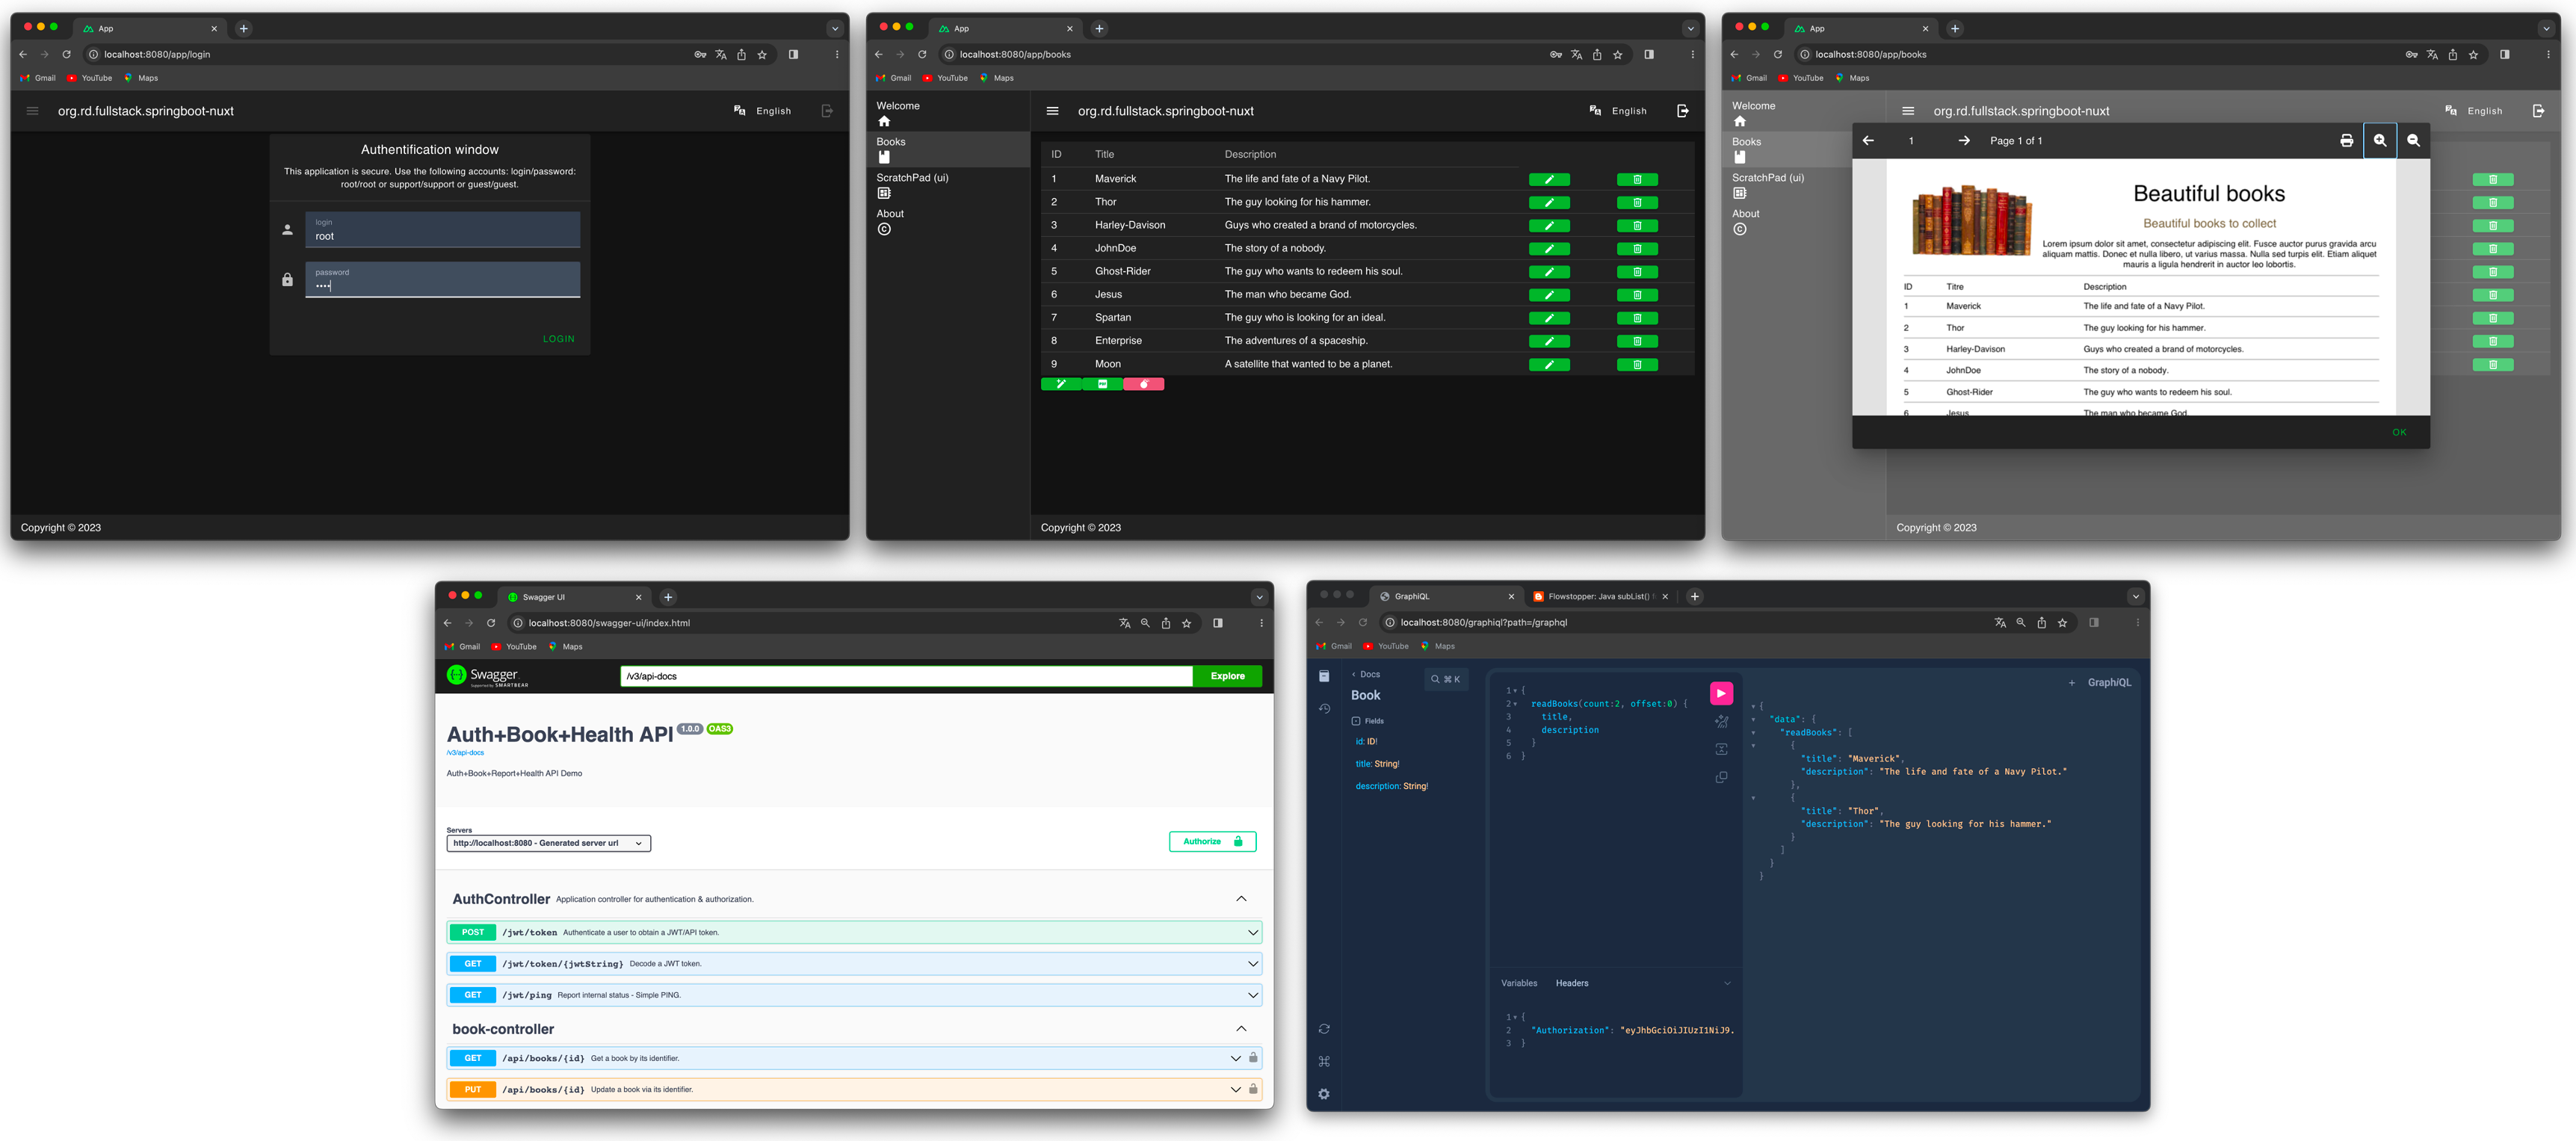 App
localhost:8080/app/login
Gmail YouTube Maps
org.rd.fullstack.springboot-nuxt
English
Authentification window
This application is secure. Use the following accounts: login/password:
root/root or support/support or guest/guest.
login
root
password
••••
LOGIN
Copyright © 2023
App
localhost:8080/app/books
Gmail YouTube Maps
Welcome
Books
ScratchPad (ui)
About
org.rd.fullstack.springboot-nuxt
English
ID Title Description
1 Maverick The life and fate of a Navy Pilot.
2 Thor The guy looking for his hammer.
3 Harley-Davison Guys who created a brand of motorcycles.
4 JohnDoe The story of a nobody.
5 Ghost-Rider The guy who wants to redeem his soul.
6 Jesus The man who became God.
7 Spartan The guy who is looking for an ideal.
8 Enterprise The adventures of a spaceship.
9 Moon A satellite that wanted to be a planet.
Copyright © 2023
App
localhost:8080/app/books
Gmail YouTube Maps
Welcome
Books
ScratchPad (ui)
About
org.rd.fullstack.springboot-nuxt
English
1 Page 1 of 1
Beautiful books
Beautiful books to collect
Lorem ipsum dolor sit amet, consectetur adipiscing elit. Fusce auctor purus gravida arcu
aliquam mattis. Donec et nulla libero, ut varius massa. Nulla sed turpis elit. Etiam aliquet
mauris a ligula hendrerit in auctor leo lobortis.
ID Titre Description
1 Maverick The life and fate of a Navy Pilot.
2 Thor The guy looking for his hammer.
3 Harley-Davison Guys who created a brand of motorcycles.
4 JohnDoe The story of a nobody.
5 Ghost-Rider The guy who wants to redeem his soul.
6 Jesus The man who became God.
OK
Copyright © 2023
Swagger UI
localhost:8080/swagger-ui/index.html
Gmail YouTube Maps
Swagger
Supported by SMARTBEAR
/v3/api-docs
Explore
Auth+Book+Health API 1.0.0 OAS3
/v3/api-docs
Auth+Book+Report+Health API Demo
Servers
http://localhost:8080 - Generated server url
Authorize
AuthController Application controller for authentication & authorization.
POST /jwt/token Authenticate a user to obtain a JWT/API token.
GET /jwt/token/{jwtString} Decode a JWT token.
GET /jwt/ping Report internal status - Simple PING.
book-controller
GET /api/books/{id} Get a book by its identifier.
PUT /api/books/{id} Update a book via its identifier.
GraphiQL
Flowstopper: Java subList()
localhost:8080/graphiql?path=/graphql
Gmail YouTube Maps
Docs
⌘ K
Book
Fields
id: ID!
title: String!
description: String!
1 {
2 readBooks(count:2, offset:0) {
3 title,
4 description
5 }
6 }
Variables Headers
1 {
2 "Authorization": "eyJhbGciOiJIUzI1NiJ9.
3 }
+ GraphiQL
{
"data": {
"readBooks": [
{
"title": "Maverick",
"description": "The life and fate of a Navy Pilot."
},
{
"title": "Thor",
"description": "The guy looking for his hammer."
}
]
}
}